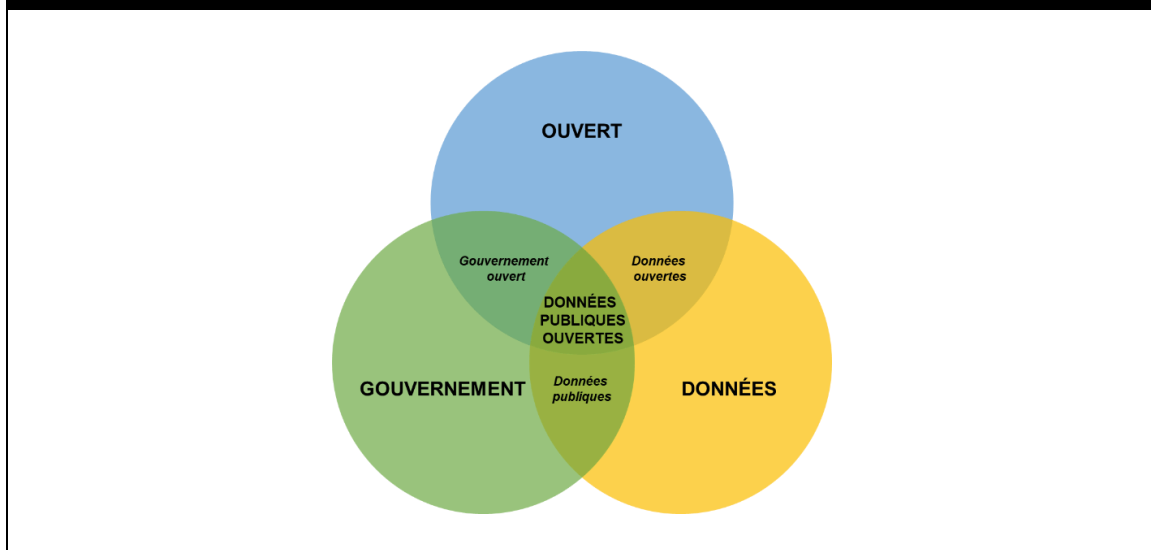 OUVERT
Gouvernement
ouvert
Données
ouvertes
DONNÉES
PUBLIQUES
OUVERTES
GOUVERNEMENT
Données
publiques
DONNÉES